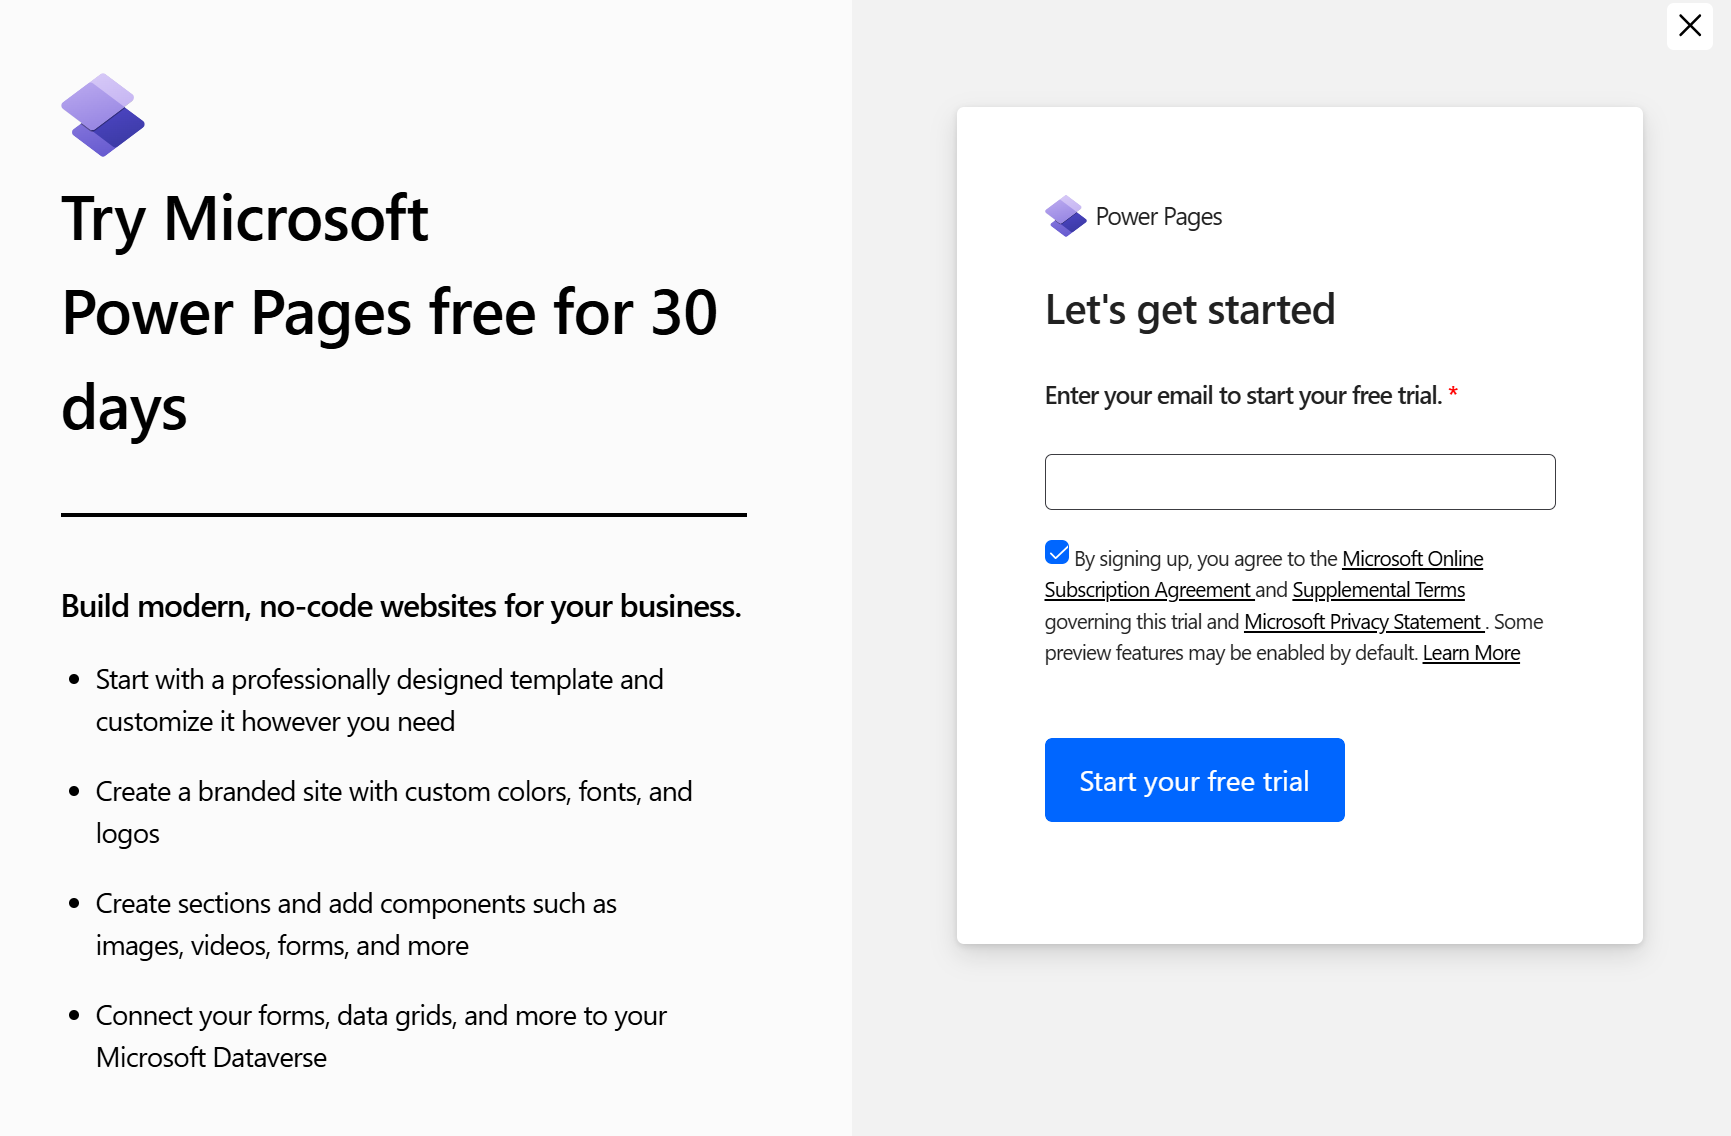 Try Microsoft
Power Pages free for 30
days
Build modern, no-code websites for your business.
Start with a professionally designed template and
customize it however you need
Create a branded site with custom colors, fonts, and
logos
Create sections and add components such as
images, videos, forms, and more
Connect your forms, data grids, and more to your
Microsoft Dataverse
Power Pages
Let's get started
Enter your email to start your free trial. *
By signing up, you agree to the Microsoft Online
Subscription Agreement and Supplemental Terms
governing this trial and Microsoft Privacy Statement . Some
preview features may be enabled by default. Learn More
Start your free trial